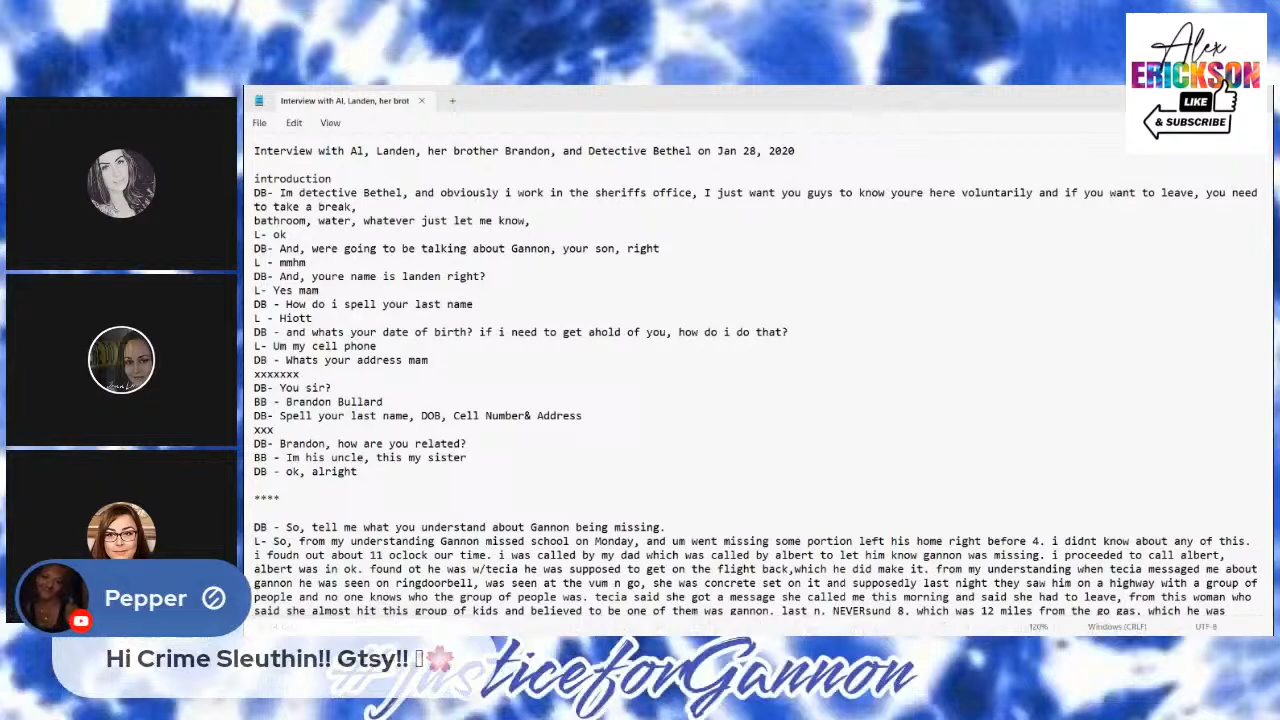 Alex
ERICKSON
LIKE
& SUBSCRIBE
Interview with Al, Landen, her brot
File Edit View
Interview with Al, Landen, her brother Brandon, and Detective Bethel on Jan 28, 2020
introduction
DB- Im detective Bethel, and obviously i work in the sheriffs office, I just want you guys to know youre here voluntarily and if you want to leave, you need
to take a break,
bathroom, water, whatever just let me know,
L- ok
DB- And, were going to be talking about Gannon, your son, right
L - mmhm
DB- And, youre name is landen right?
L- Yes mam
DB - How do i spell your last name
L - Hiott
DB - and whats your date of birth? if i need to get ahold of you, how do i do that?
L- Um my cell phone
DB - Whats your address mam
xxxxxxx
DB- You sir?
BB - Brandon Bullard
DB- Spell your last name, DOB, Cell Number& Address
xxx
DB- Brandon, how are you related?
BB - Im his uncle, this my sister
DB - ok, alright
****
DB - So, tell me what you understand about Gannon being missing.
L- So, from my understanding Gannon missed school on Monday, and um went missing some portion left his home right before 4. i didnt know about any of this.
i foudn out about 11 oclock our time. i was called by my dad which was called by albert to let him know gannon was missing. i proceeded to call albert,
albert was in ok. found ot he was w/tecia he was supposed to get on the flight back,which he did make it. from my understanding when tecia messaged me about
gannon he was seen on ringdoorbell, was seen at the vum n go, she was concrete set on it and supposedly last night they saw him on a highway with a group of
people and no one knows who the group of people was. tecia said she got a message she called me this morning and said she had to leave, from this woman who
said she almost hit this group of kids and believed to be one of them was gannon. last n. NEVERsund 8. which was 12 miles from the go gas. which he was
120% Windows (CRLF) UTF-8
Pepper
Hi Crime Sleuthin!! Gtsy!! 🌸
#JusticeforGannon